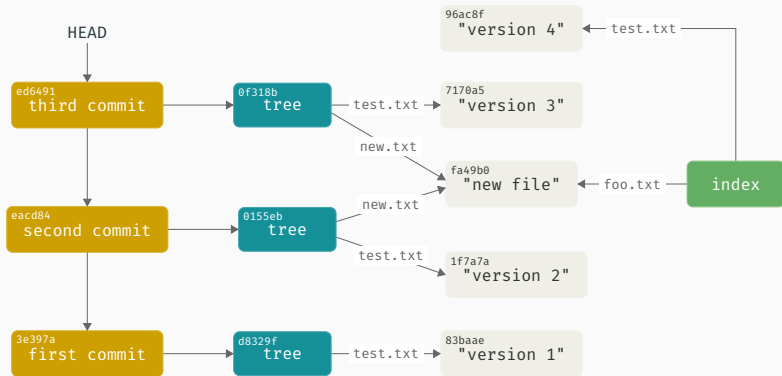 HEAD
96ac8f
"version 4"
test.txt
ed6491
third commit
0f318b
tree
test.txt
7170a5
"version 3"
new.txt
fa49b0
"new file"
foo.txt
index
eacd84
second commit
0155eb
tree
new.txt
test.txt
1f7a7a
"version 2"
3e397a
first commit
d8329f
tree
test.txt
83baae
"version 1"